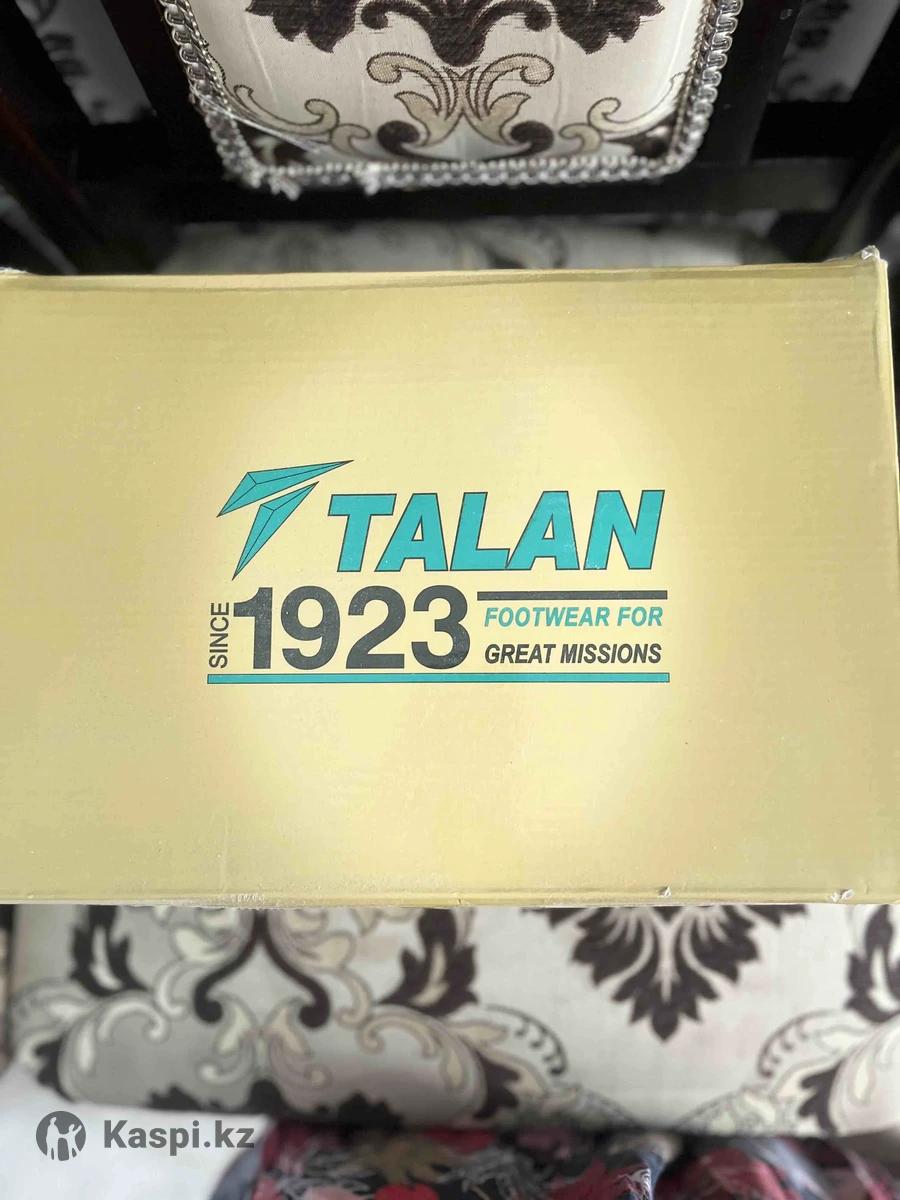 TALAN
SINCE 1923
FOOTWEAR FOR
GREAT MISSIONS
Kaspi.kz